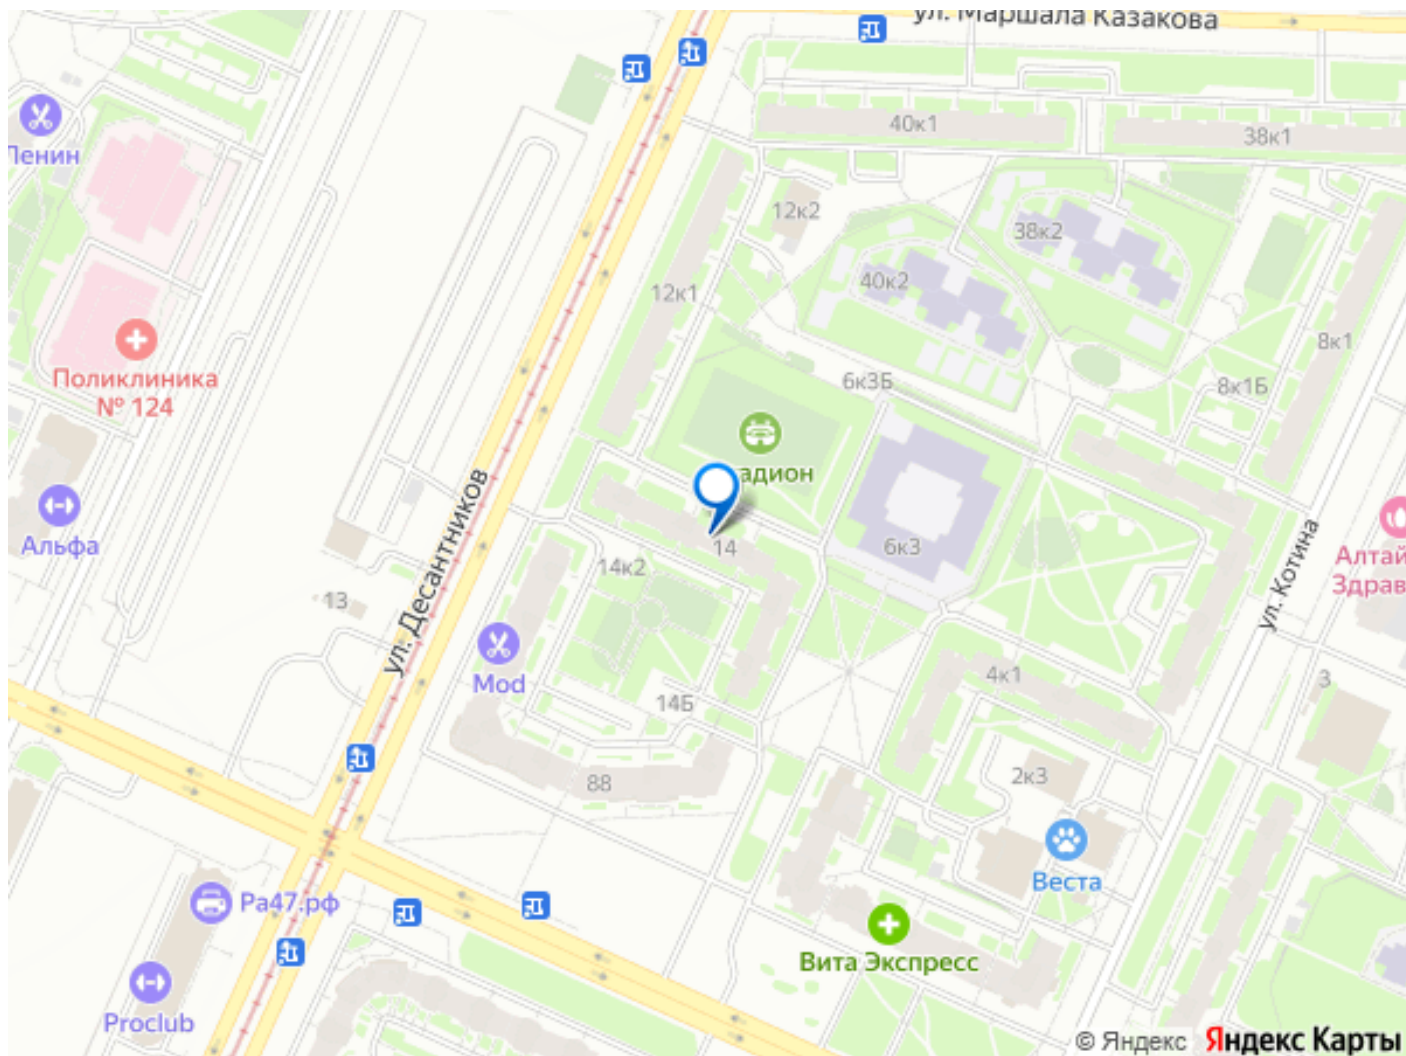 ул. Маршала Казакова
40к1
38к1
Ленин
12к2
38к2
40к2
12к1
8к1
Поликлиника
№ 124
6к3Б
8к1Б
адион
ул. Десантников
Альфа
14
6к3
14к2
ул. Котина
Алтай
Здрав
13
Mod
14Б
4к1
3
88
2к3
Веста
Ра47.рф
Вита Экспресс
Proclub
© Яндекс Яндекс Карты